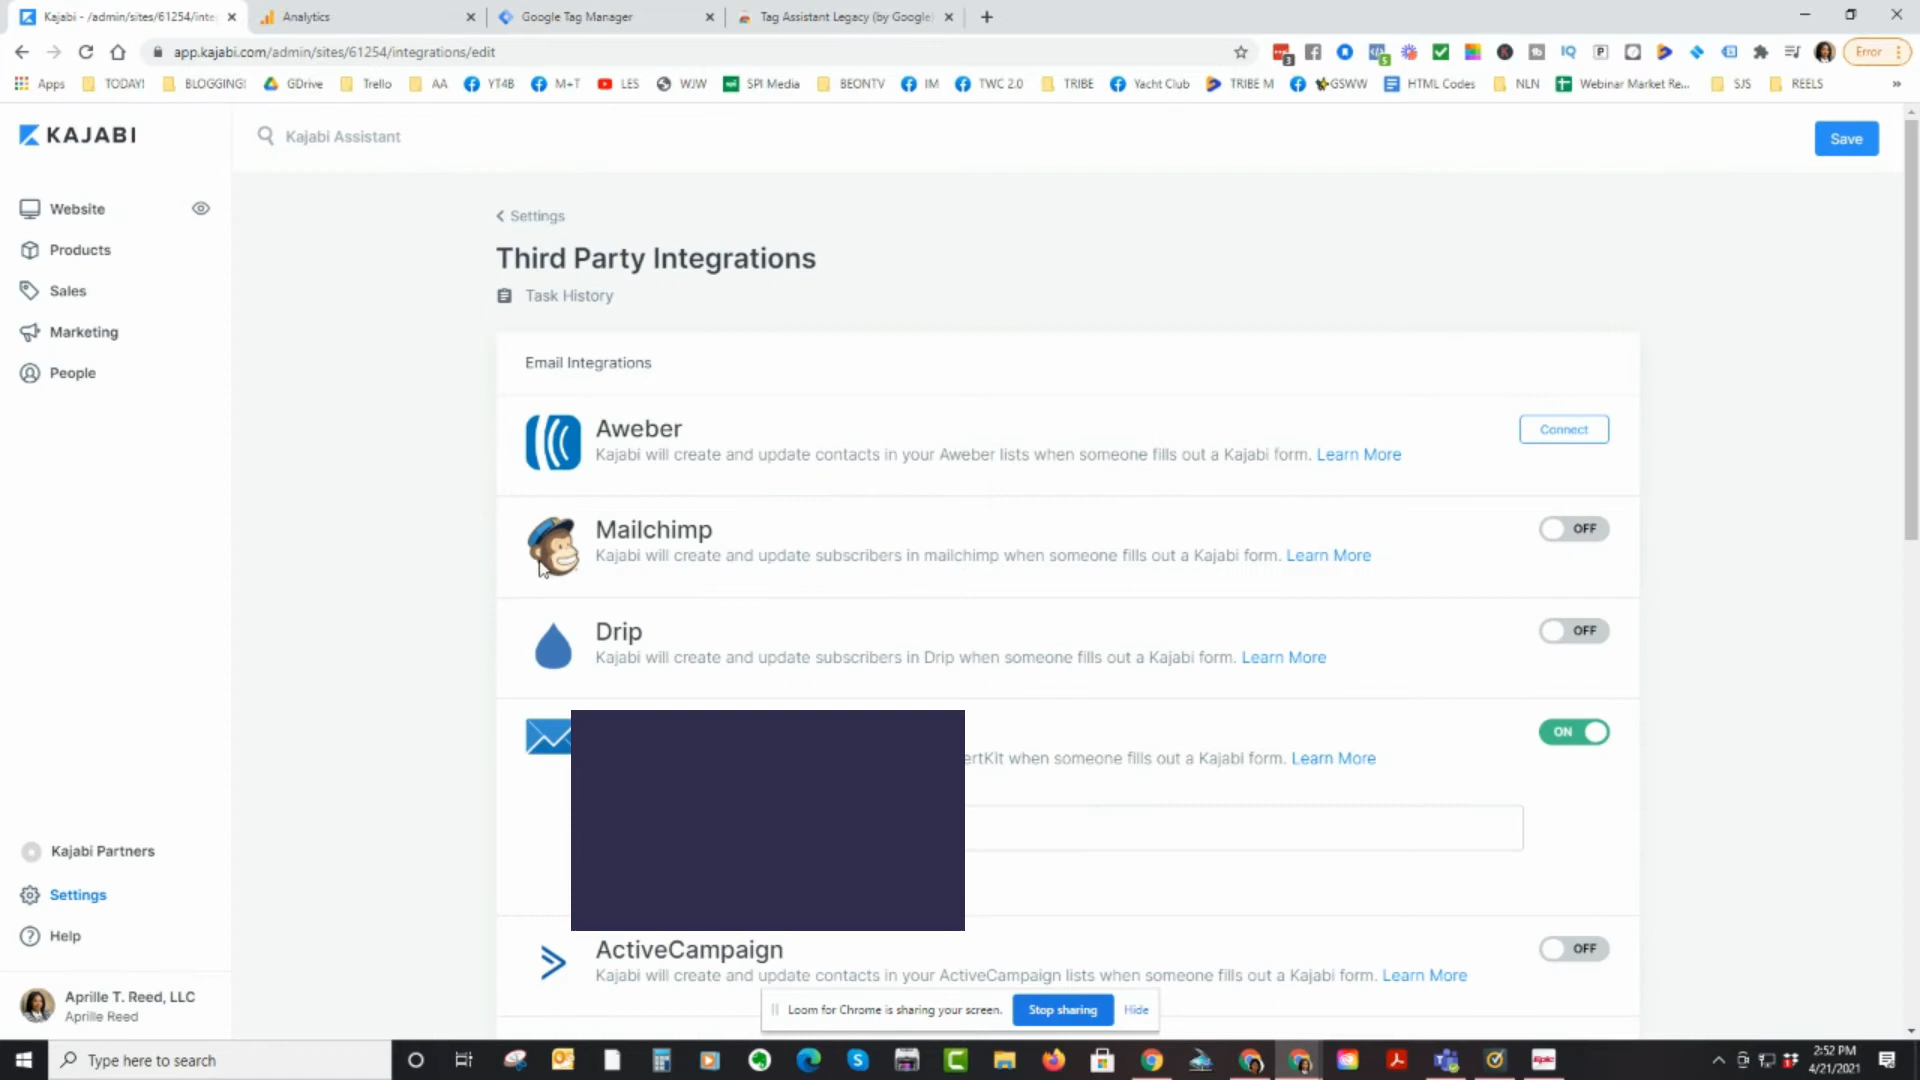 Kajabi - /admin/sites/61254/inte
Analytics
Google Tag Manager
Tag Assistant Legacy (by Google)
app.kajabi.com/admin/sites/61254/integrations/edit
Error
Apps
TODAY!
BLOGGING!
GDrive
Trello
AA
YT4B
M+T
LES
WJW
SPI Media
BEONTV
IM
TWC 2.0
TRIBE
Yacht Club
TRIBE M
GSWW
HTML Codes
NLN
Webinar Market Re...
SJS
REELS
»
KAJABI
Kajabi Assistant
Save
Website
Products
Sales
Marketing
People
Settings
Third Party Integrations
Task History
Email Integrations
Aweber
Kajabi will create and update contacts in your Aweber lists when someone fills out a Kajabi form. Learn More
Connect
Mailchimp
Kajabi will create and update subscribers in mailchimp when someone fills out a Kajabi form. Learn More
OFF
Drip
Kajabi will create and update subscribers in Drip when someone fills out a Kajabi form. Learn More
OFF
ertKit when someone fills out a Kajabi form. Learn More
ON
ActiveCampaign
Kajabi will create and update contacts in your ActiveCampaign lists when someone fills out a Kajabi form. Learn More
OFF
Kajabi Partners
Settings
Help
Aprille T. Reed, LLC
Aprille Reed
Loom for Chrome is sharing your screen.
Stop sharing
Hide
Type here to search
2:52 PM
4/21/2021